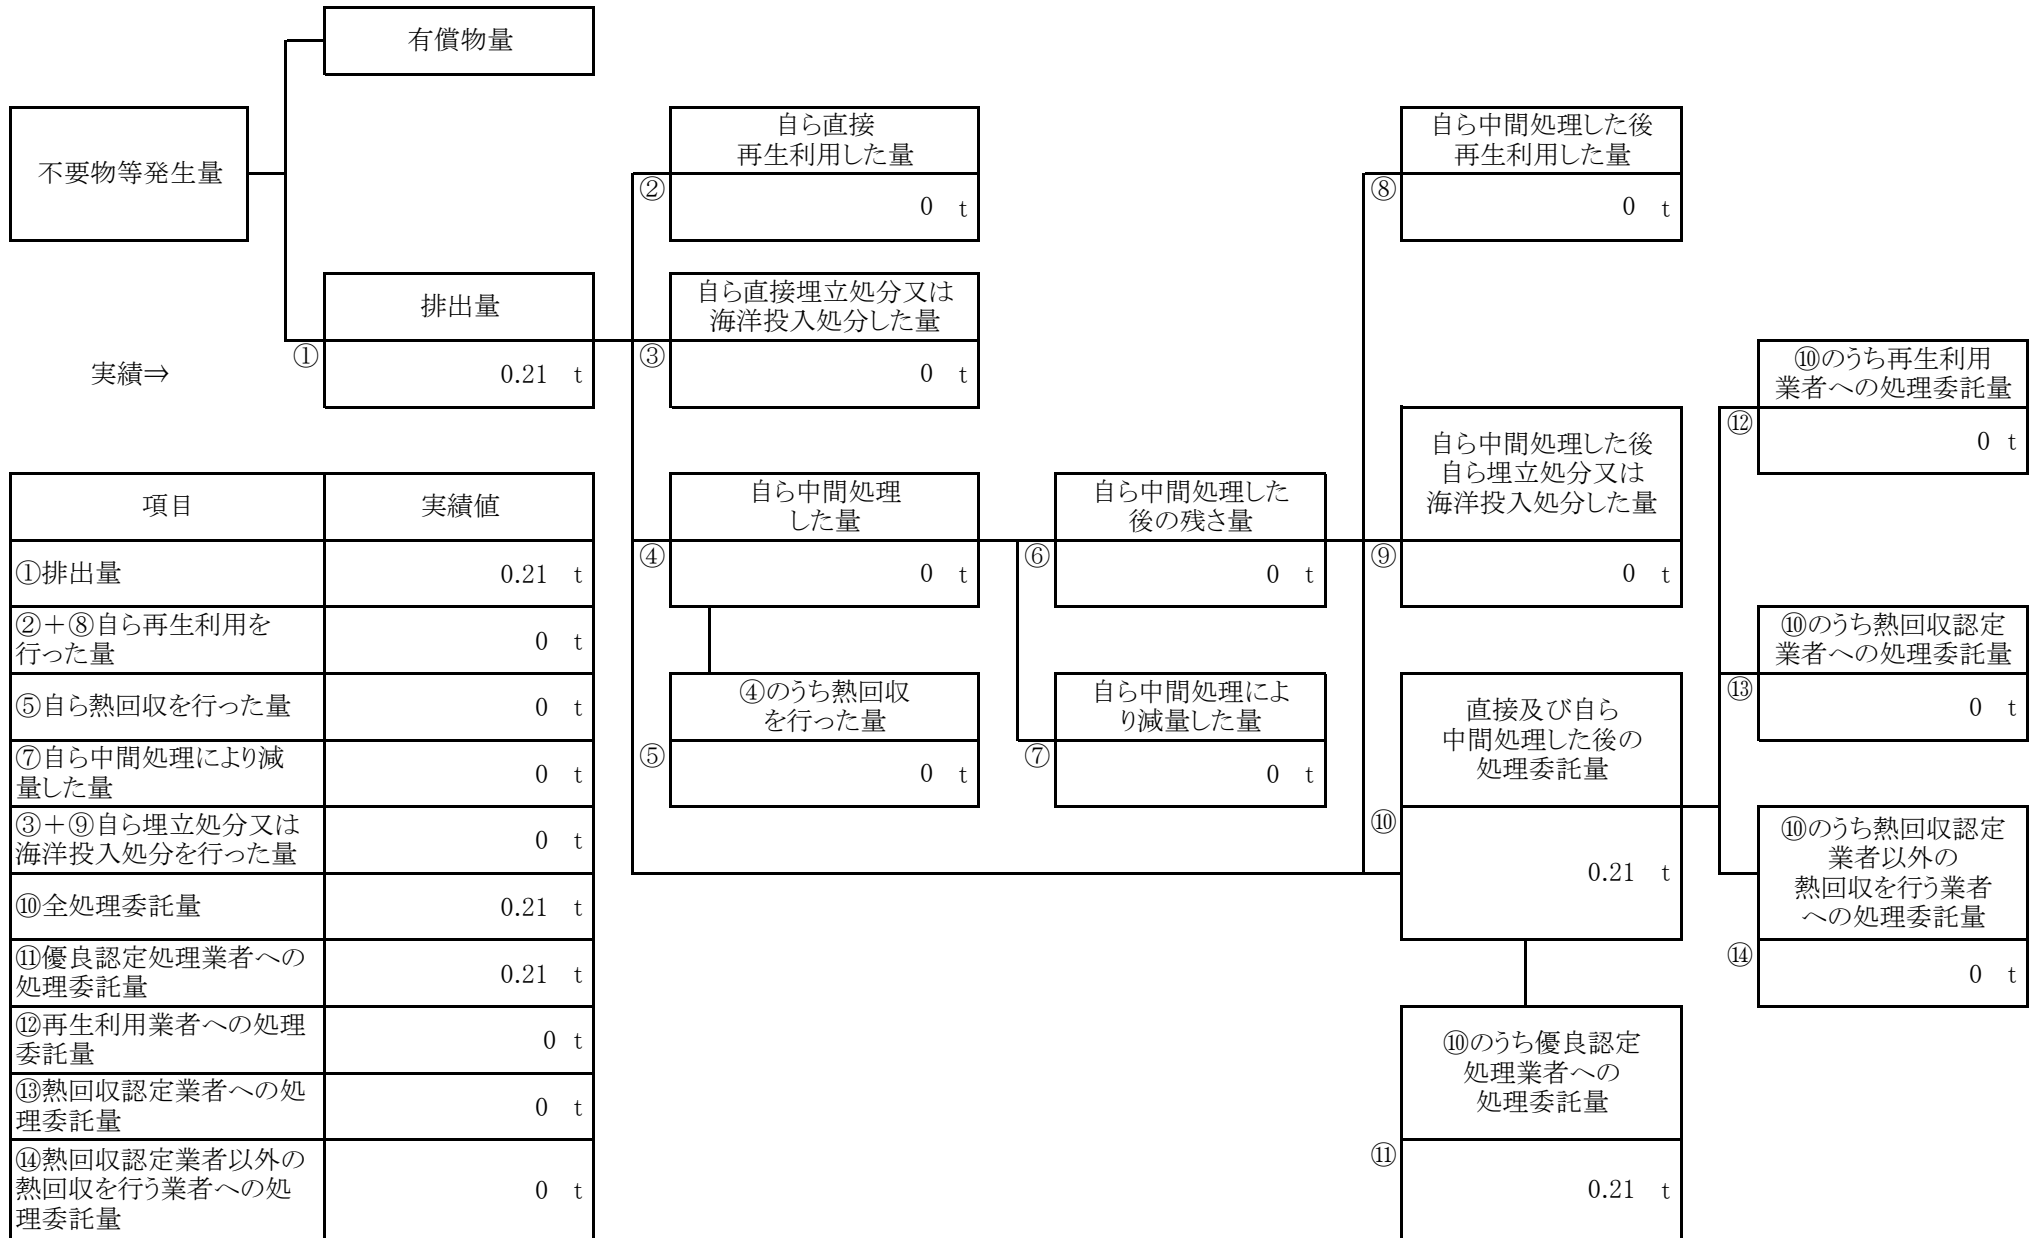 有償物量
不要物等発生量
自ら直接
再生利用した量
②
0 t
自ら中間処理した後
再生利用した量
⑧
0 t
排出量
①
0.21 t
実績⇒
自ら直接埋立処分又は
海洋投入処分した量
③
0 t
⑩のうち再生利用
業者への処理委託量
⑫
0 t
自ら中間処理
した量
④
0 t
自ら中間処理した
後の残さ量
⑥
0 t
自ら中間処理した後
自ら埋立処分又は
海洋投入処分した量
⑨
0 t
⑩のうち熱回収認定
業者への処理委託量
⑬
0 t
④のうち熱回収
を行った量
⑤
0 t
自ら中間処理によ
り減量した量
⑦
0 t
直接及び自ら
中間処理した後の
処理委託量
⑩
0.21 t
⑩のうち熱回収認定
業者以外の
熱回収を行う業者
への処理委託量
⑭
0 t
⑩のうち優良認定
処理業者への
処理委託量
⑪
0.21 t
項目 実績値
①排出量 0.21 t
②＋⑧自ら再生利用を
行った量 0 t
⑤自ら熱回収を行った量 0 t
⑦自ら中間処理により減
量した量 0 t
③＋⑨自ら埋立処分又は
海洋投入処分を行った量 0 t
⑩全処理委託量 0.21 t
⑪優良認定処理業者への
処理委託量 0.21 t
⑫再生利用業者への処理
委託量 0 t
⑬熱回収認定業者への処
理委託量 0 t
⑭熱回収認定業者以外の
熱回収を行う業者への処
理委託量 0 t